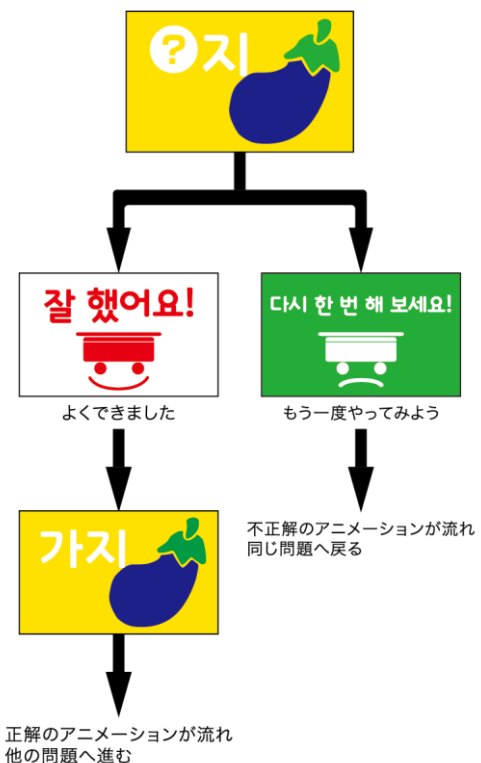 ?지
잘 했어요!
다시 한 번 해 보세요!
よくできました
もう一度やってみよう
가지
不正解のアニメーションが流れ
同じ問題へ戻る
正解のアニメーションが流れ
他の問題へ進む